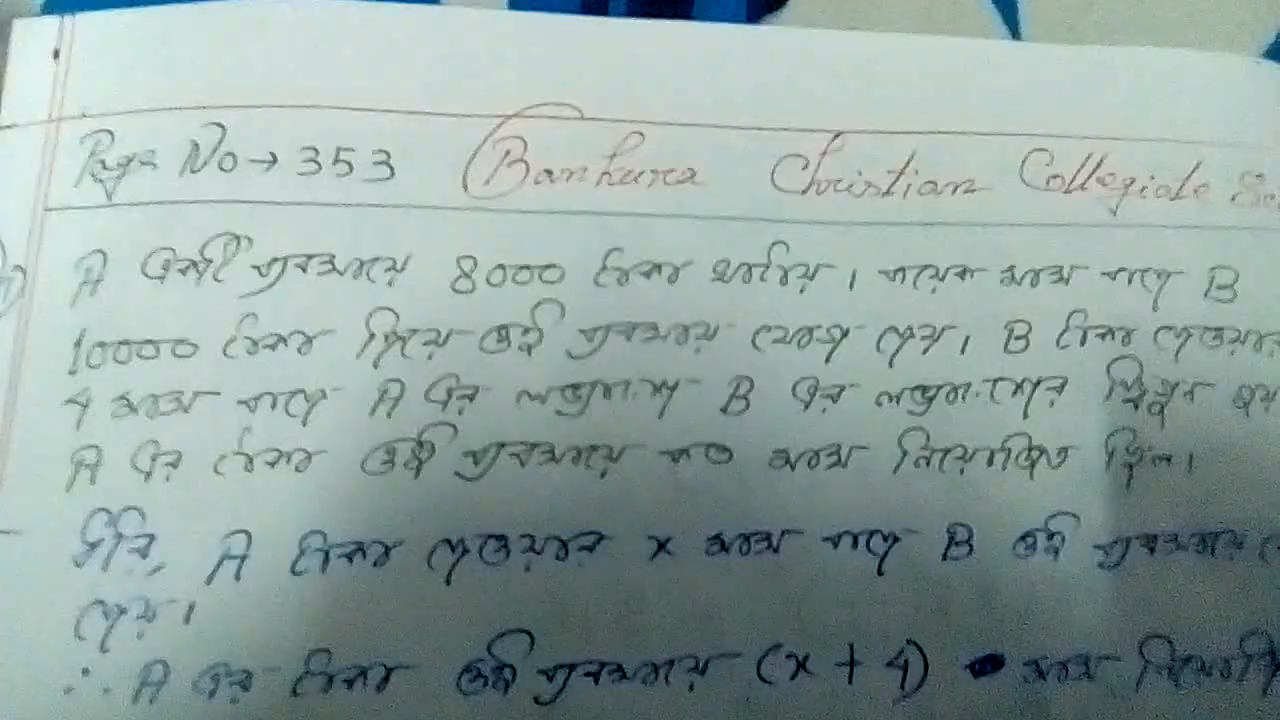 Page No → 353 Bankura Christian Collegiate
A একটি ব্যবসায়ে 8000 টাকা খাটায়। কয়েক মাস পরে B
10000 টাকা দিয়ে ওই ব্যবসায় যোগ দেয়। B টাকা দেওয়ার
4 মাস পরে A এর লভ্যাংশ B এর লভ্যাংশের দ্বিগুন হয়
A এর টাকা ওই ব্যবসায়ে কত মাস নিয়োজিত ছিল।
ধরি, A টাকা দেওয়ার x মাস পরে B ওই ব্যবসায়ে
দেয়।
∴ A এর টাকা ওই ব্যবসায়ে (x + 4) মাস